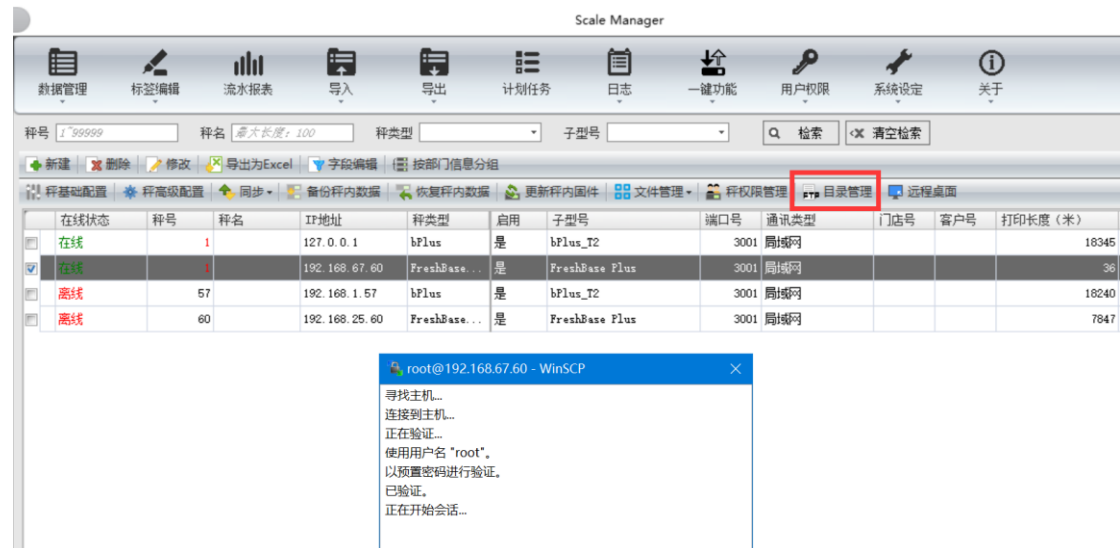 Scale Manager
数据管理 标签编辑 流水报表 导入 导出 计划任务 日志 一键功能 用户权限 系统设定 关于
秤号 1~99999 秤名 最大长度: 100 秤类型 子型号 检索 清空检索
新建 删除 修改 导出为Excel 字段编辑 按部门信息分组
秤基础配置 秤高级配置 同步 备份秤内数据 恢复秤内数据 更新秤内固件 文件管理 秤权限管理 FTP 目录管理 远程桌面
在线状态 秤号 秤名 IP地址 秤类型 启用 子型号 端口号 通讯类型 门店号 客户号 打印长度（米）
在线 1 127.0.0.1 bPlus 是 bPlus_T2 3001 局域网 18345
在线 1 192.168.67.60 FreshBase... 是 FreshBase Plus 3001 局域网 36
离线 57 192.168.1.57 bPlus 是 bPlus_T2 3001 局域网 18240
离线 60 192.168.25.60 FreshBase... 是 FreshBase Plus 3001 局域网 7847
root@192.168.67.60 - WinSCP
寻找主机...
连接到主机...
正在验证...
使用用户名 "root"。
以预置密码进行验证。
已验证。
正在开始会话...